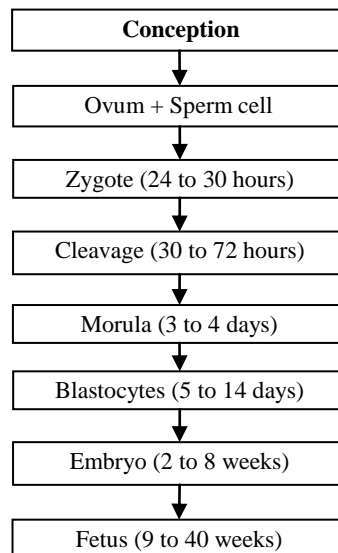 Conception
Ovum + Sperm cell
Zygote (24 to 30 hours)
Cleavage (30 to 72 hours)
Morula (3 to 4 days)
Blastocytes (5 to 14 days)
Embryo (2 to 8 weeks)
Fetus (9 to 40 weeks)